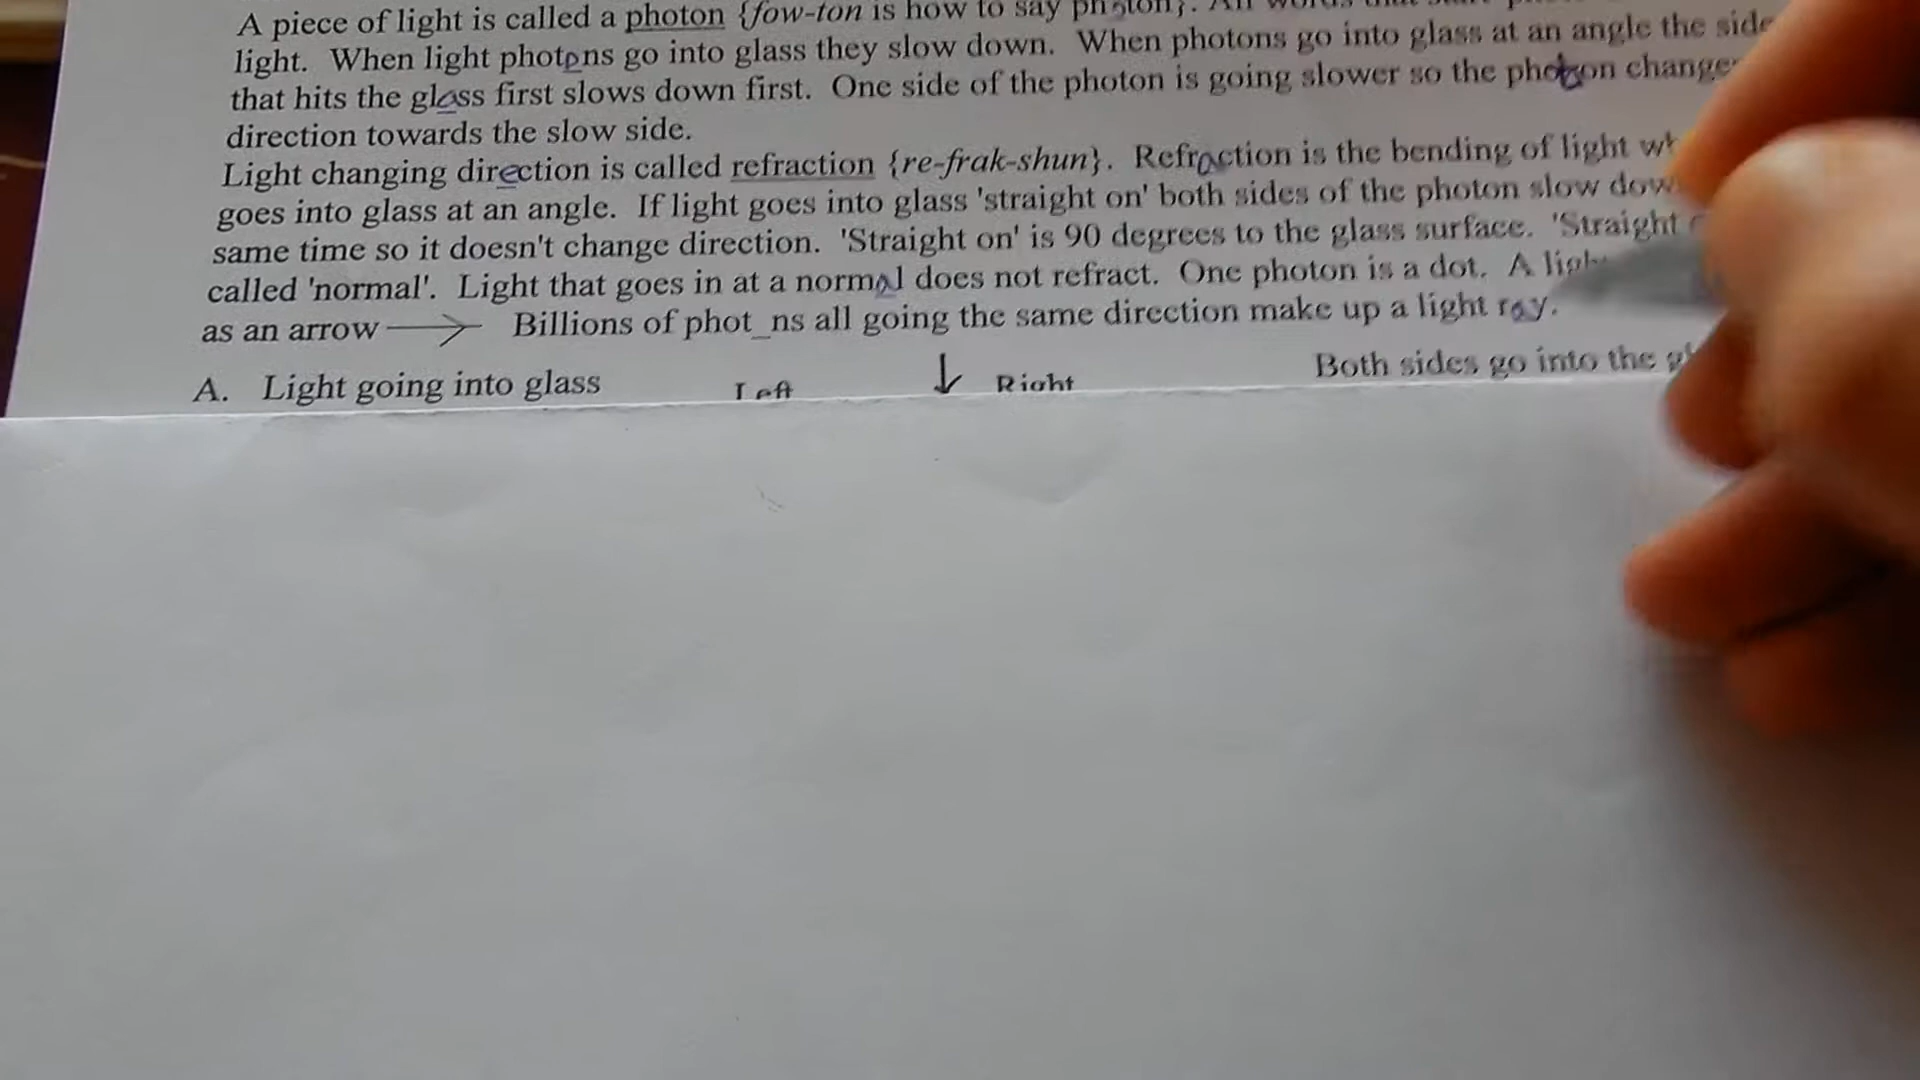 A piece of light is called a photon {fow-ton is how to say photon}. All words that start
light. When light photons go into glass they slow down. When photons go into glass at an angle the side
that hits the glass first slows down first. One side of the photon is going slower so the photon change
direction towards the slow side.
Light changing direction is called refraction {re-frak-shun}. Refraction is the bending of light
goes into glass at an angle. If light goes into glass 'straight on' both sides of the photon slow dow
same time so it doesn't change direction. 'Straight on' is 90 degrees to the glass surface. 'Straight
called 'normal'. Light that goes in at a normal does not refract. One photon is a dot. A
as an arrow → Billions of phot_ns all going the same direction make up a light ray.
A. Light going into glass Left ↓ Right Both sides go into the